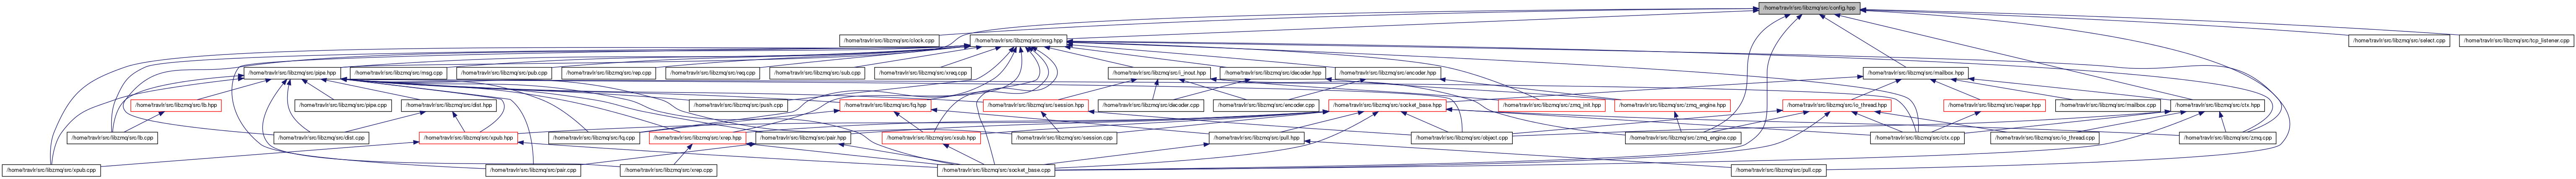 /home/travlr/src/libzmq/src/config.hpp
/home/travlr/src/libzmq/src/clock.cpp
/home/travlr/src/libzmq/src/msg.hpp
/home/travlr/src/libzmq/src/select.cpp
/home/travlr/src/libzmq/src/tcp_listener.cpp
/home/travlr/src/libzmq/src/pipe.hpp
/home/travlr/src/libzmq/src/msg.cpp
/home/travlr/src/libzmq/src/pub.cpp
/home/travlr/src/libzmq/src/rep.cpp
/home/travlr/src/libzmq/src/req.cpp
/home/travlr/src/libzmq/src/sub.cpp
/home/travlr/src/libzmq/src/xreq.cpp
/home/travlr/src/libzmq/src/i_inout.hpp
/home/travlr/src/libzmq/src/decoder.hpp
/home/travlr/src/libzmq/src/encoder.hpp
/home/travlr/src/libzmq/src/mailbox.hpp
/home/travlr/src/libzmq/src/lb.hpp
/home/travlr/src/libzmq/src/pipe.cpp
/home/travlr/src/libzmq/src/dist.hpp
/home/travlr/src/libzmq/src/push.cpp
/home/travlr/src/libzmq/src/fq.hpp
/home/travlr/src/libzmq/src/session.hpp
/home/travlr/src/libzmq/src/decoder.cpp
/home/travlr/src/libzmq/src/encoder.cpp
/home/travlr/src/libzmq/src/socket_base.hpp
/home/travlr/src/libzmq/src/zmq_init.hpp
/home/travlr/src/libzmq/src/zmq_engine.hpp
/home/travlr/src/libzmq/src/io_thread.hpp
/home/travlr/src/libzmq/src/reaper.hpp
/home/travlr/src/libzmq/src/mailbox.cpp
/home/travlr/src/libzmq/src/ctx.hpp
/home/travlr/src/libzmq/src/lb.cpp
/home/travlr/src/libzmq/src/dist.cpp
/home/travlr/src/libzmq/src/xpub.hpp
/home/travlr/src/libzmq/src/fq.cpp
/home/travlr/src/libzmq/src/xrep.hpp
/home/travlr/src/libzmq/src/pair.hpp
/home/travlr/src/libzmq/src/xsub.hpp
/home/travlr/src/libzmq/src/session.cpp
/home/travlr/src/libzmq/src/pull.hpp
/home/travlr/src/libzmq/src/object.cpp
/home/travlr/src/libzmq/src/zmq_engine.cpp
/home/travlr/src/libzmq/src/ctx.cpp
/home/travlr/src/libzmq/src/io_thread.cpp
/home/travlr/src/libzmq/src/zmq.cpp
/home/travlr/src/libzmq/src/xpub.cpp
/home/travlr/src/libzmq/src/pair.cpp
/home/travlr/src/libzmq/src/xrep.cpp
/home/travlr/src/libzmq/src/socket_base.cpp
/home/travlr/src/libzmq/src/pull.cpp